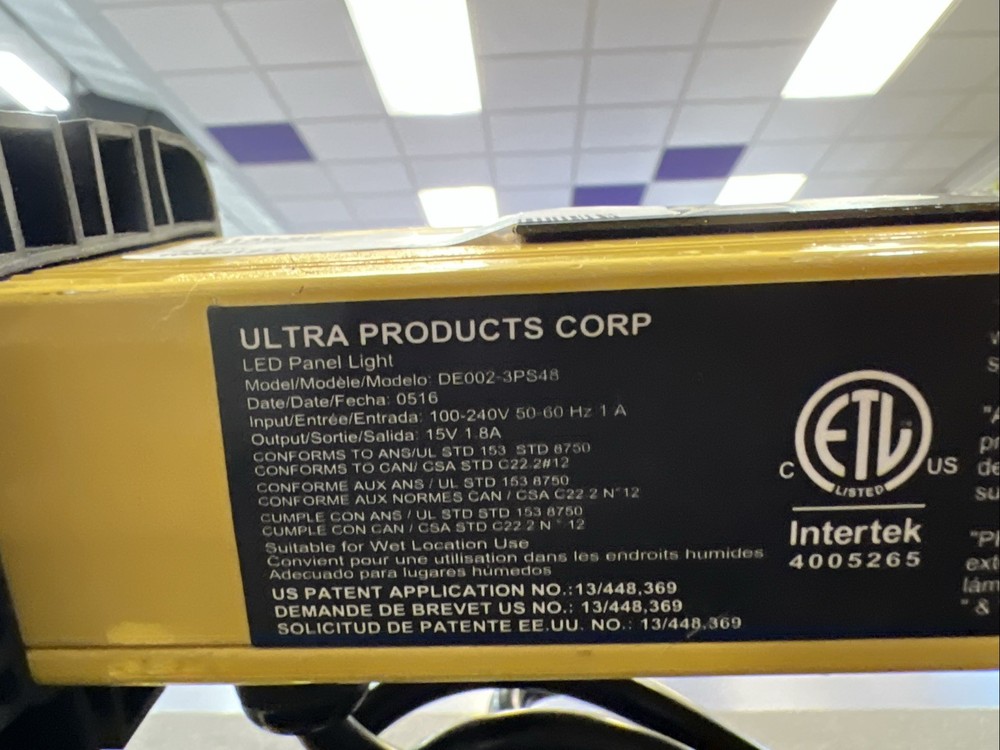 ULTRA PRODUCTS CORP
LED Panel Light
Model/Modèle/Modelo: DE002-3PS48
Date/Date/Fecha: 0516
Input/Entrée/Entrada: 100-240V 50-60 Hz 1 A
Output/Sortie/Salida: 15V 1.8A
CONFORMS TO ANS/UL STD 153 STD 8750
CONFORMS TO CAN/ CSA STD C22.2#12
CONFORME AUX ANS / UL STD 153 8750
CONFORME AUX NORMES CAN / CSA C22 2 N°12
CUMPLE CON ANS / UL STD STD 153 8750
CUMPLE CON CAN / CSA STD C22 2 N ° 12
Suitable for Wet Location Use
Convient pour une utilisation dans les endroits humides
Adecuado para lugares húmedos
US PATENT APPLICATION NO.:13/448,369
DEMANDE DE BREVET US NO.: 13/448,369
SOLICITUD DE PATENTE EE.UU. NO.: 13/448,369
ETL
C US
LISTED
Intertek
4005265